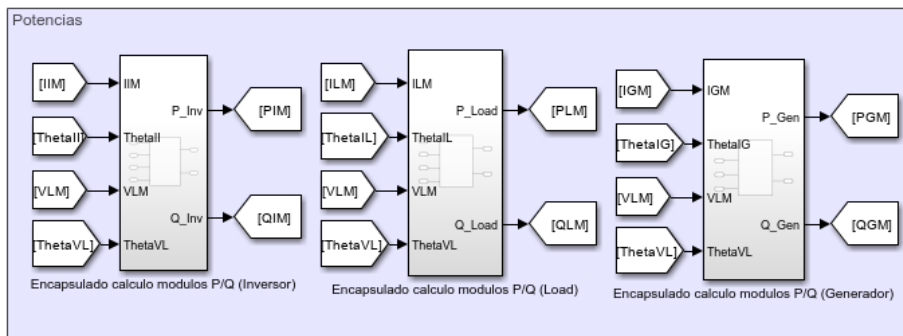 Potencias
[IIM]
IIM
P_Inv
[PIM]
[ThetaII]
ThetaII
[VLM]
VLM
Q_Inv
[QIM]
[ThetaVL]
ThetaVL
Encapsulado calculo modulos P/Q (Inversor)
[ILM]
ILM
P_Load
[PLM]
[ThetaIL]
ThetaIL
[VLM]
VLM
Q_Load
[QLM]
[ThetaVL]
ThetaVL
Encapsulado calculo modulos P/Q (Load)
[IGM]
IGM
P_Gen
[PGM]
[ThetaIG]
ThetaIG
[VLM]
VLM
Q_Gen
[QGM]
[ThetaVL]
ThetaVL
Encapsulado calculo modulos P/Q (Generador)